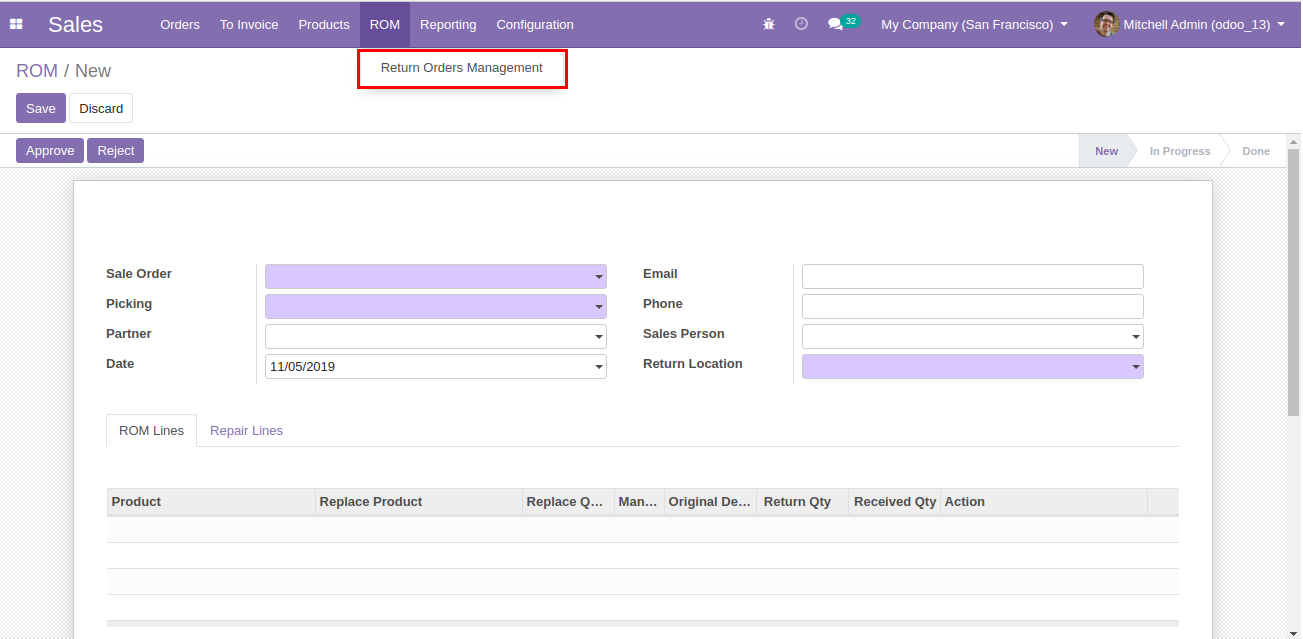 Sales Orders To Invoice Products ROM Reporting Configuration 32 My Company (San Francisco) Mitchell Admin (odoo_13)
Return Orders Management
ROM / New
Save Discard
Approve Reject New In Progress Done
Sale Order Email
Picking Phone
Partner Sales Person
Date 11/05/2019 Return Location
ROM Lines Repair Lines
Product Replace Product Replace Q... Man... Original De... Return Qty Received Qty Action